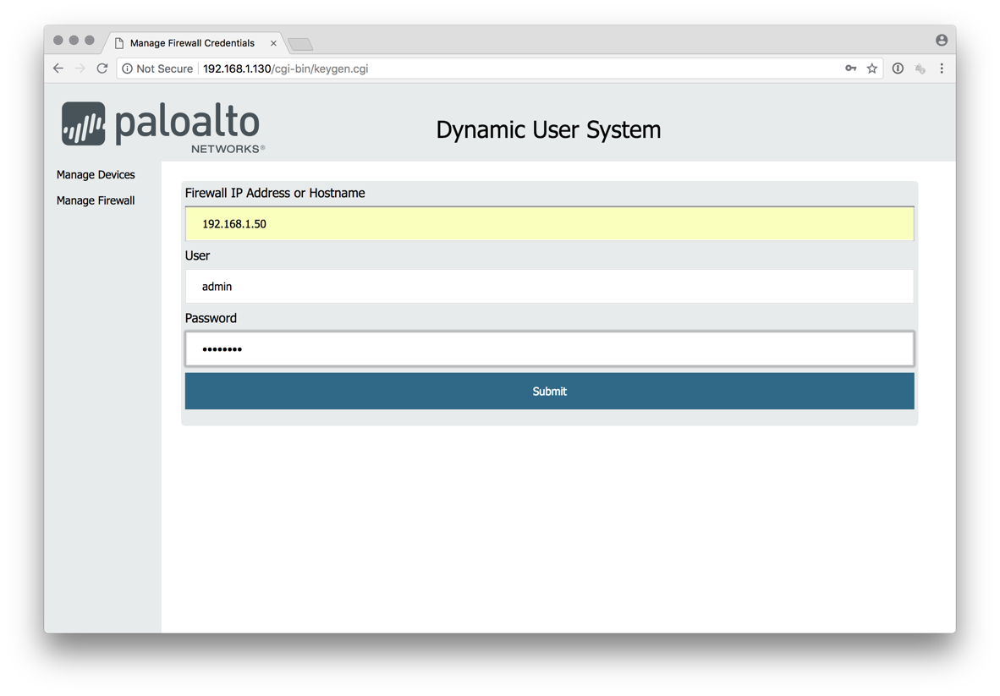 Manage Firewall Credentials
Not Secure 192.168.1.130/cgi-bin/keygen.cgi
paloalto
NETWORKS®
Dynamic User System
Manage Devices
Manage Firewall
Firewall IP Address or Hostname
192.168.1.50
User
admin
Password
••••••••
Submit